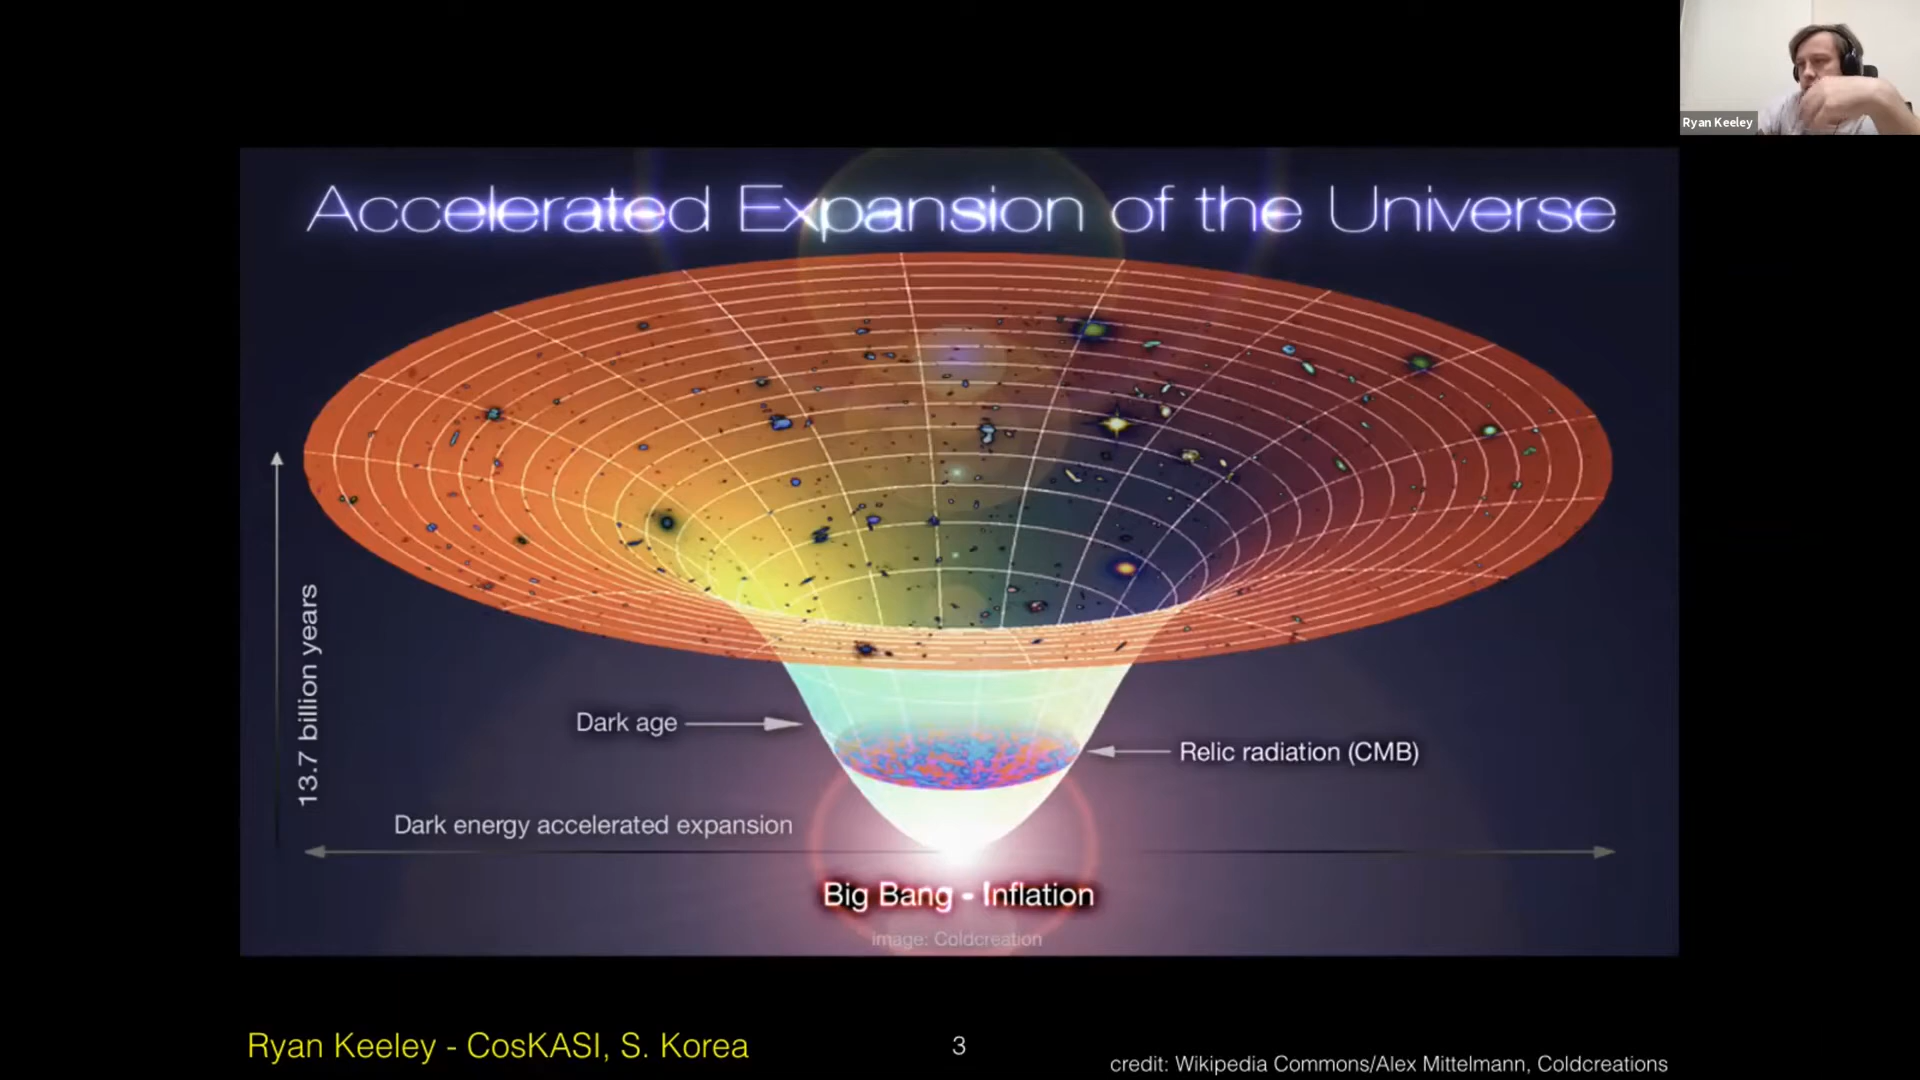 Ryan Keeley
Accelerated Expansion of the Universe
13.7 billion years
Dark age
Relic radiation (CMB)
Dark energy accelerated expansion
Big Bang - Inflation
image: Coldcreation
Ryan Keeley - CosKASI, S. Korea
3
credit: Wikipedia Commons/Alex Mittelmann, Coldcreations